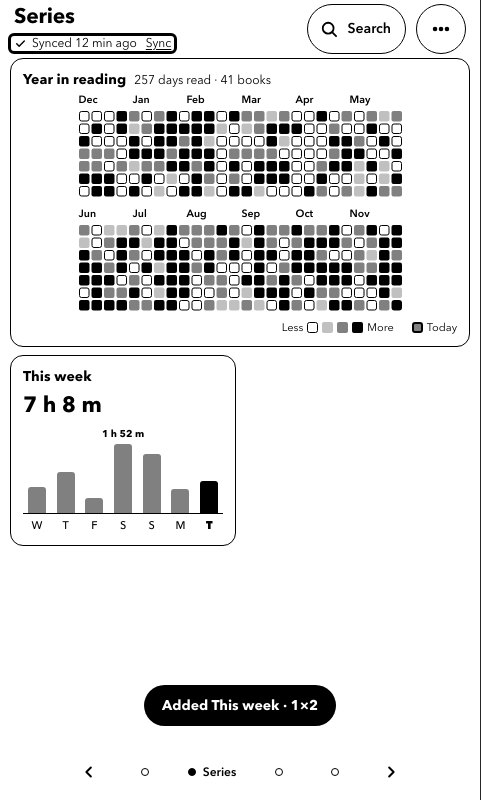 Series
Search
Synced 12 min ago Sync
Year in reading 257 days read · 41 books
Dec Jan Feb Mar Apr May
Jun Jul Aug Sep Oct Nov
Less More Today
This week
7 h 8 m
1 h 52 m
W T F S S M T
Added This week · 1×2
Series